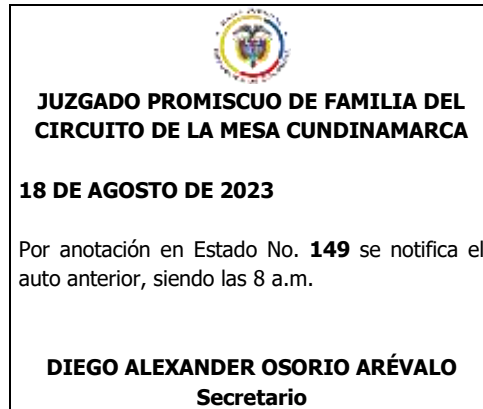 JUZGADO PROMISCUO DE FAMILIA DEL
CIRCUITO DE LA MESA CUNDINAMARCA
18 DE AGOSTO DE 2023
Por anotación en Estado No. 149 se notifica el
auto anterior, siendo las 8 a.m.
DIEGO ALEXANDER OSORIO ARÉVALO
Secretario